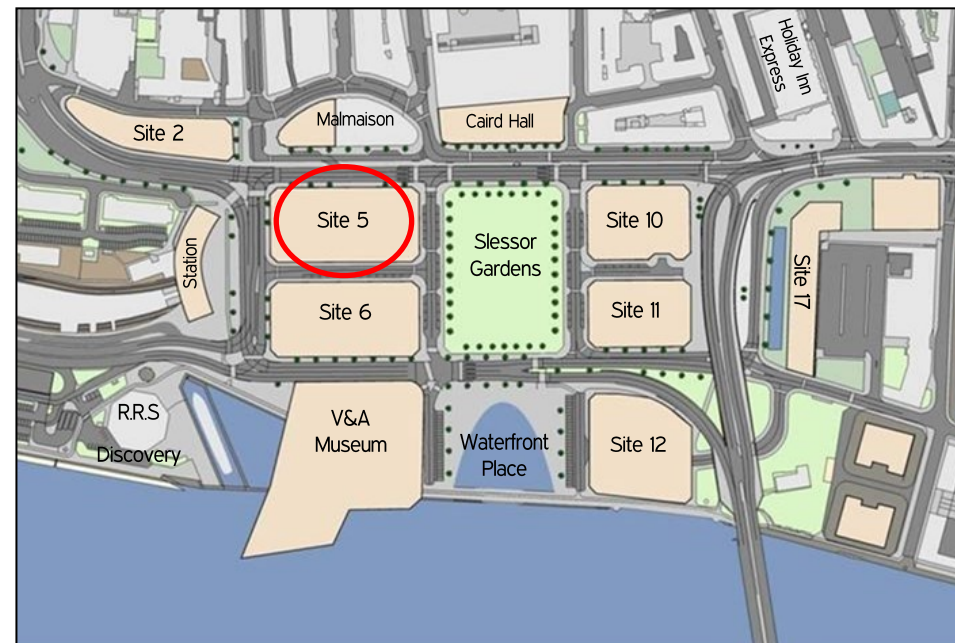 Holiday Inn
Express
Malmaison
Caird Hall
Site 2
Site 5
Slessor
Gardens
Site 10
Station
Site 17
Site 6
Site 11
R.R.S
Discovery
V&A
Museum
Waterfront
Place
Site 12